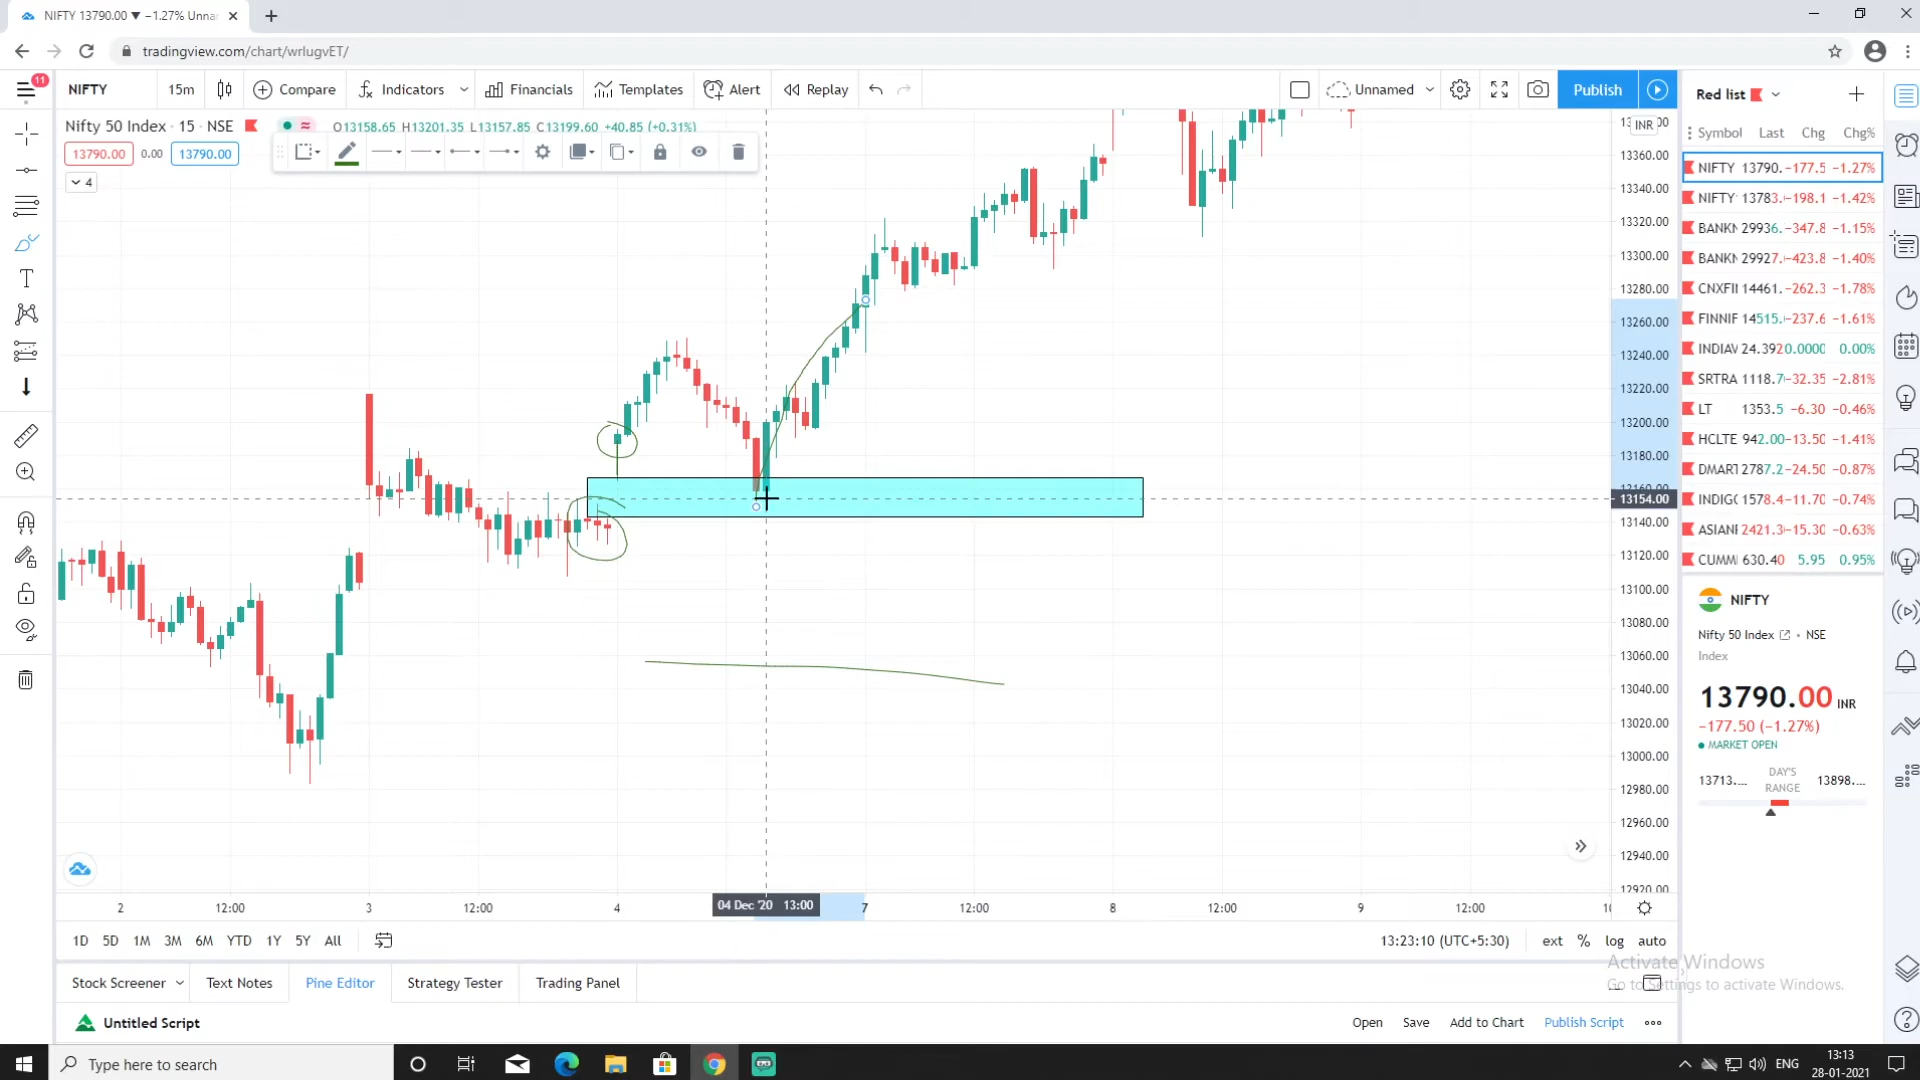 NIFTY 13790.00 ▼ −1.27% Unna
tradingview.com/chart/wrlugvET/
11
NIFTY 15m Compare Indicators Financials Templates Alert Replay Unnamed Publish
Nifty 50 Index · 15 · NSE O13158.65 H13201.35 L13157.85 C13199.60 +40.85 (+0.31%)
13790.00 0.00 13790.00
4
INR
13360.00
13340.00
13320.00
13300.00
13280.00
13260.00
13240.00
13220.00
13200.00
13180.00
13154.00
13140.00
13120.00
13100.00
13080.00
13060.00
13040.00
13020.00
13000.00
12980.00
12960.00
12940.00
12920.00
2 12:00 3 12:00 4 04 Dec '20 13:00 7 12:00 8 12:00 9 12:00
1D 5D 1M 3M 6M YTD 1Y 5Y All 13:23:10 (UTC+5:30) ext % log auto
Stock Screener Text Notes Pine Editor Strategy Tester Trading Panel
Untitled Script Open Save Add to Chart Publish Script
Red list
Symbol Last Chg Chg%
NIFTY 13790. −177.5 −1.27%
NIFTY 13783. −198.1 −1.42%
BANKN 29936. −347.8 −1.15%
BANKN 29927. −423.8 −1.40%
CNXFI 14461. −262.3 −1.78%
FINNIF 14515. −237.6 −1.61%
INDIAV 24.392 0.0000 0.00%
SRTRA 1118.7 −32.35 −2.81%
LT 1353.5 −6.30 −0.46%
HCLTE 942.00 −13.50 −1.41%
DMART 2787.2 −24.50 −0.87%
INDIGO 1578.4 −11.70 −0.74%
ASIANI 2421.3 −15.30 −0.63%
CUMMI 630.40 5.95 0.95%
NIFTY
Nifty 50 Index · NSE
Index
13790.00 INR
−177.50 (−1.27%)
MARKET OPEN
13713.... DAY'S RANGE 13898....
Activate Windows
Go to Settings to activate Windows.
Type here to search
ENG
13:13
28-01-2021